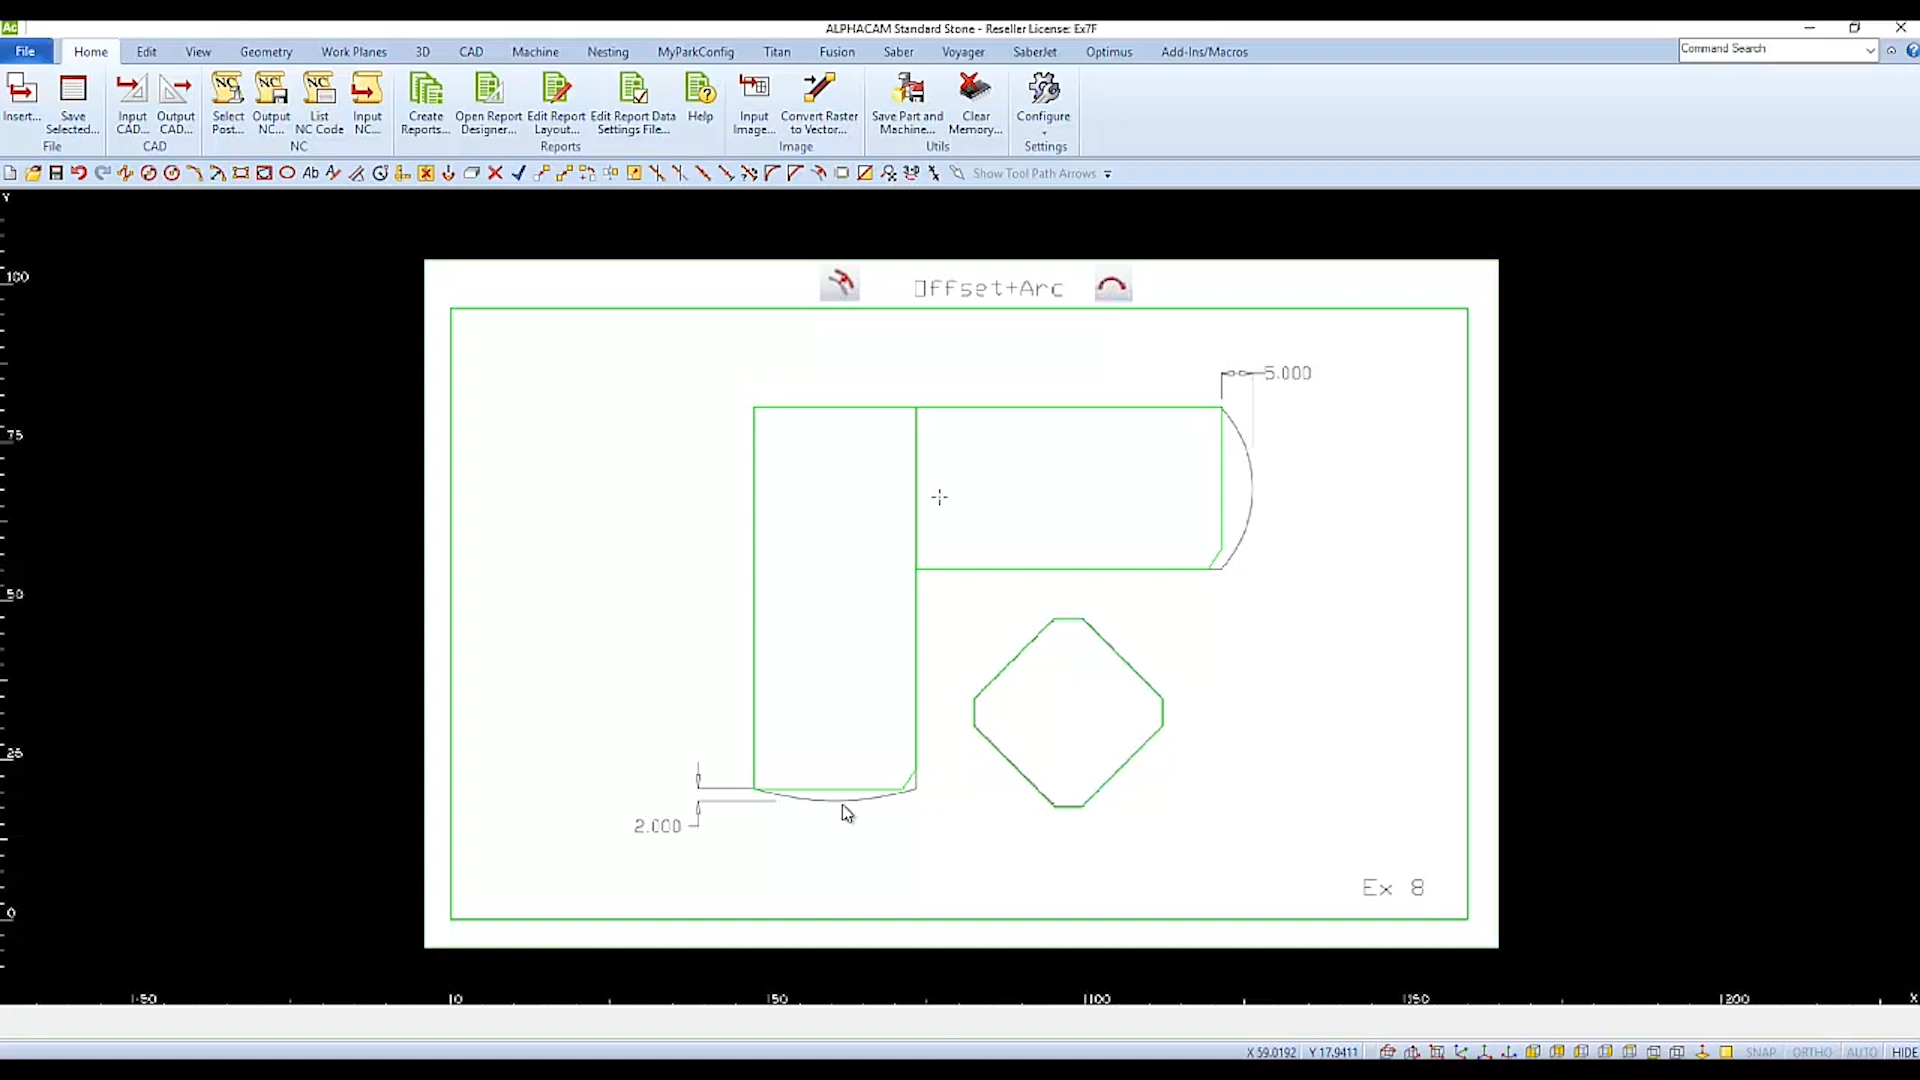 ALPHACAM Standard Stone - Reseller License: Ex7F
File Home Edit View Geometry Work Planes 3D CAD Machine Nesting MyParkConfig Titan Fusion Saber Voyager SaberJet Optimus Add-Ins/Macros
Command Search
Insert...
Save Selected...
Input CAD...
Output CAD...
Select Post...
Output NC...
List NC Code
Input NC...
Create Reports...
Open Report Designer...
Edit Report Layout...
Edit Report Data Settings File...
Help
Input Image...
Convert Raster to Vector...
Save Part and Machine...
Clear Memory...
Configure
File CAD NC Reports Image Utils Settings
Show Tool Path Arrows
Y
100
75
50
25
0
Offset+Arc
5.000
2.000
Ex 8
-50 0 50 100 150 200 X
X 59.0192 Y 17.9411 SNAP ORTHO AUTO HIDE